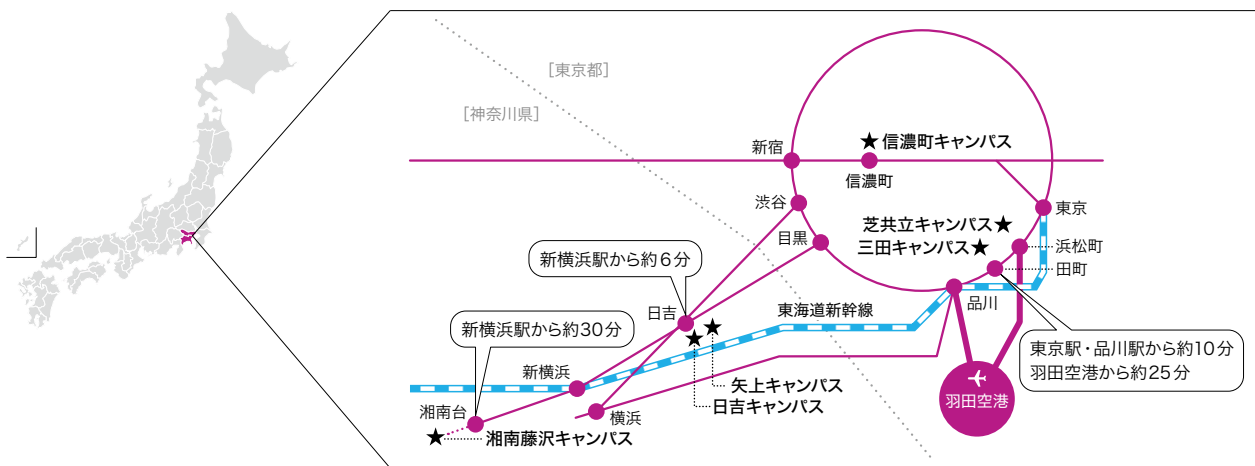 [東京都]
[神奈川県]
新宿
★信濃町キャンパス
信濃町
渋谷
東京
芝共立キャンパス★
目黒
三田キャンパス★
浜松町
田町
新横浜駅から約6分
品川
日吉
東海道新幹線
新横浜駅から約30分
東京駅・品川駅から約10分
羽田空港から約25分
新横浜
矢上キャンパス
日吉キャンパス
羽田空港
湘南台
横浜
湘南藤沢キャンパス